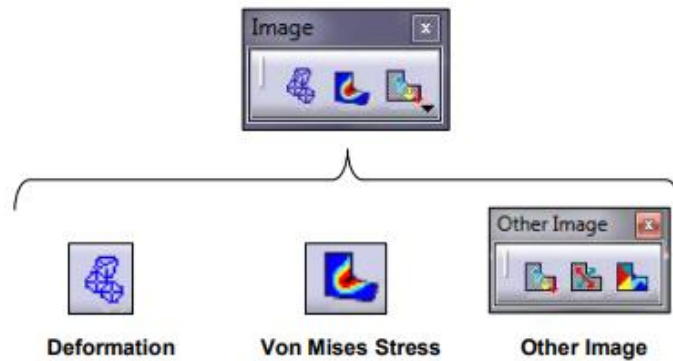 Image
Other Image
Deformation
Von Mises Stress
Other Image